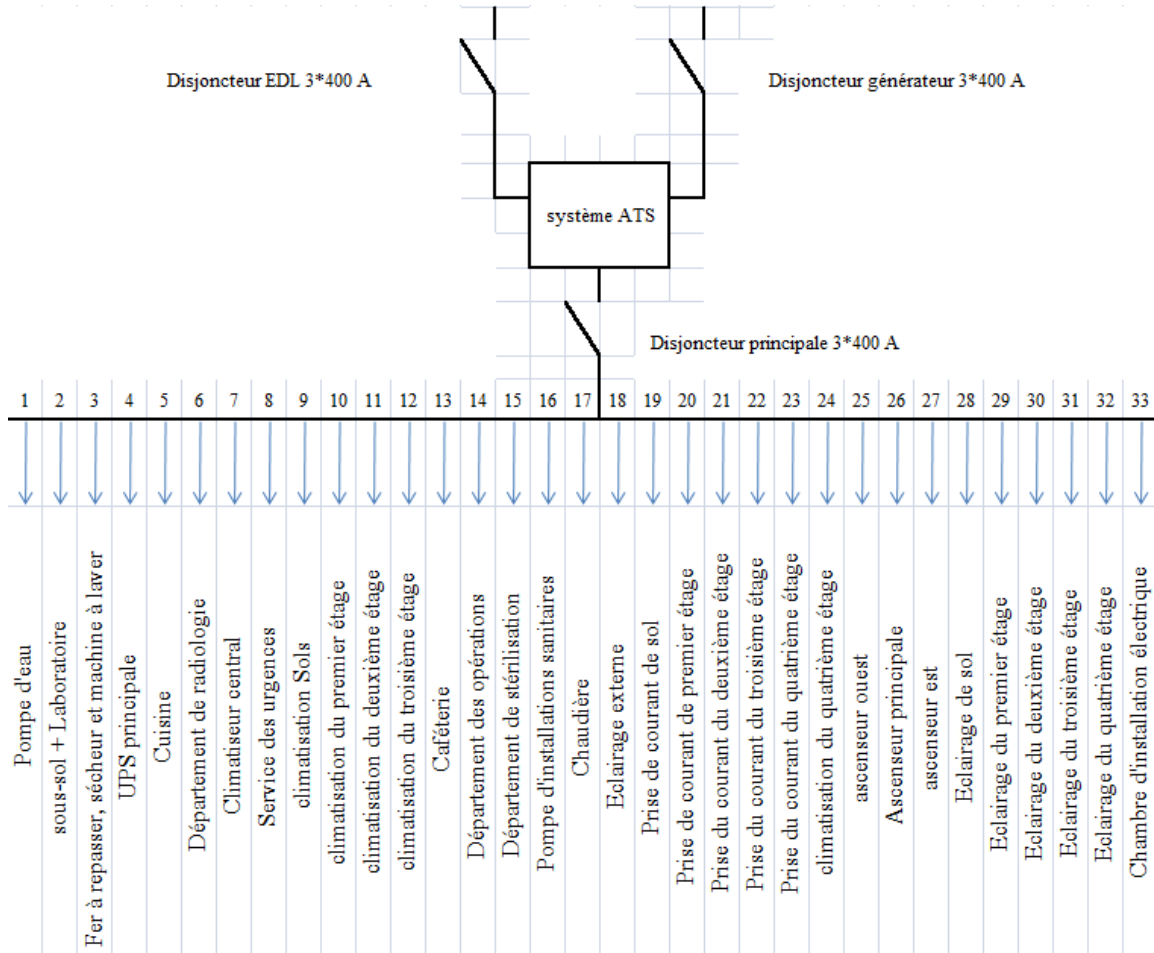 Disjoncteur EDL 3*400 A
Disjoncteur générateur 3*400 A
système ATS
Disjoncteur principale 3*400 A
1 2 3 4 5 6 7 8 9 10 11 12 13 14 15 16 17 18 19 20 21 22 23 24 25 26 27 28 29 30 31 32 33
Pompe d'eau
sous-sol + Laboratoire
Fer à repasser, sécheur et machine à laver
UPS principale
Cuisine
Département de radiologie
Climatiseur central
Service des urgences
climatisation Sols
climatisation du premier étage
climatisation du deuxième étage
climatisation du troisième étage
Caféterie
Département des opérations
Département de stérilisation
Pompe d'installations sanitaires
Chaudière
Eclairage externe
Prise de courant de sol
Prise de courant de premier étage
Prise du courant du deuxième étage
Prise du courant du troisième étage
Prise du courant du quatrième étage
climatisation du quatrième étage
ascenseur ouest
Ascenseur principale
ascenseur est
Eclairage de sol
Eclairage du premier étage
Eclairage du deuxième étage
Eclairage du troisième étage
Eclairage du quatrième étage
Chambre d'installation électrique